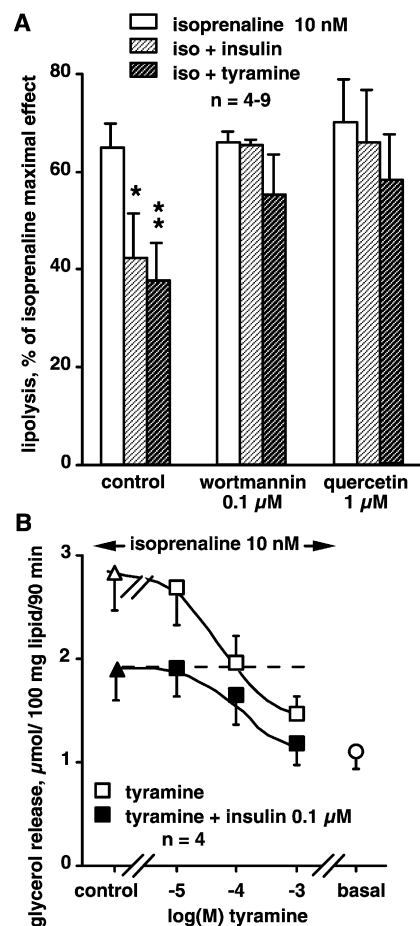 A
isoprenaline 10 nM
iso + insulin
iso + tyramine
n = 4-9
lipolysis, % of isoprenaline maximal effect
80
60
40
20
0
*
*
*
control
wortmannin
0.1 µM
quercetin
1 µM
B
isoprenaline 10 nM
glycerol release, µmol/ 100 mg lipid/90 min
3
2
1
0
tyramine
tyramine + insulin 0.1 µM
n = 4
control
-5
-4
-3
basal
log(M) tyramine